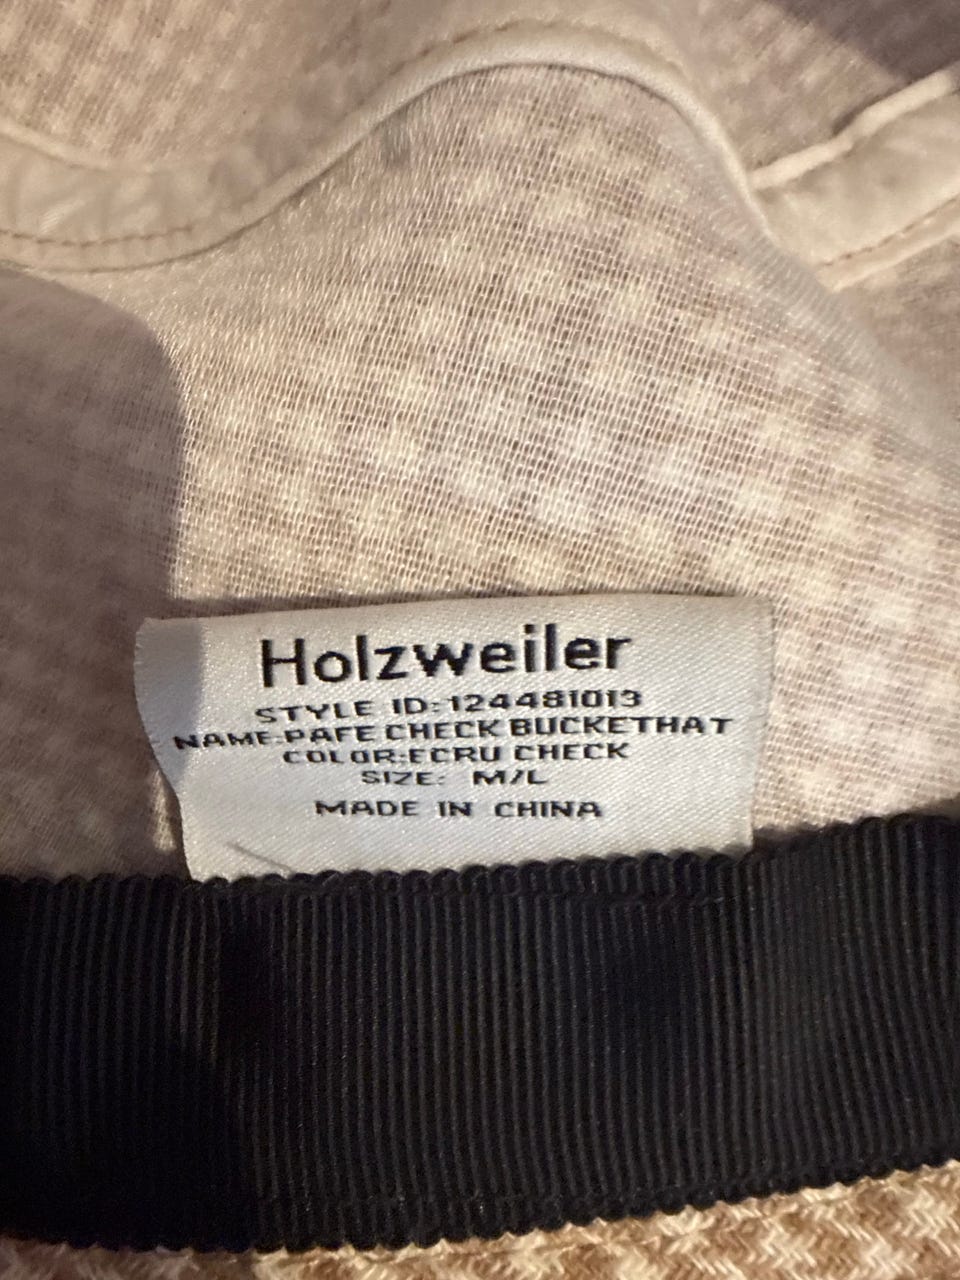 Holzweiler
STYLE ID:124481013
NAME:PAFE CHECK BUCKETHAT
COLOR:ECRU CHECK
SIZE: M/L
MADE IN CHINA